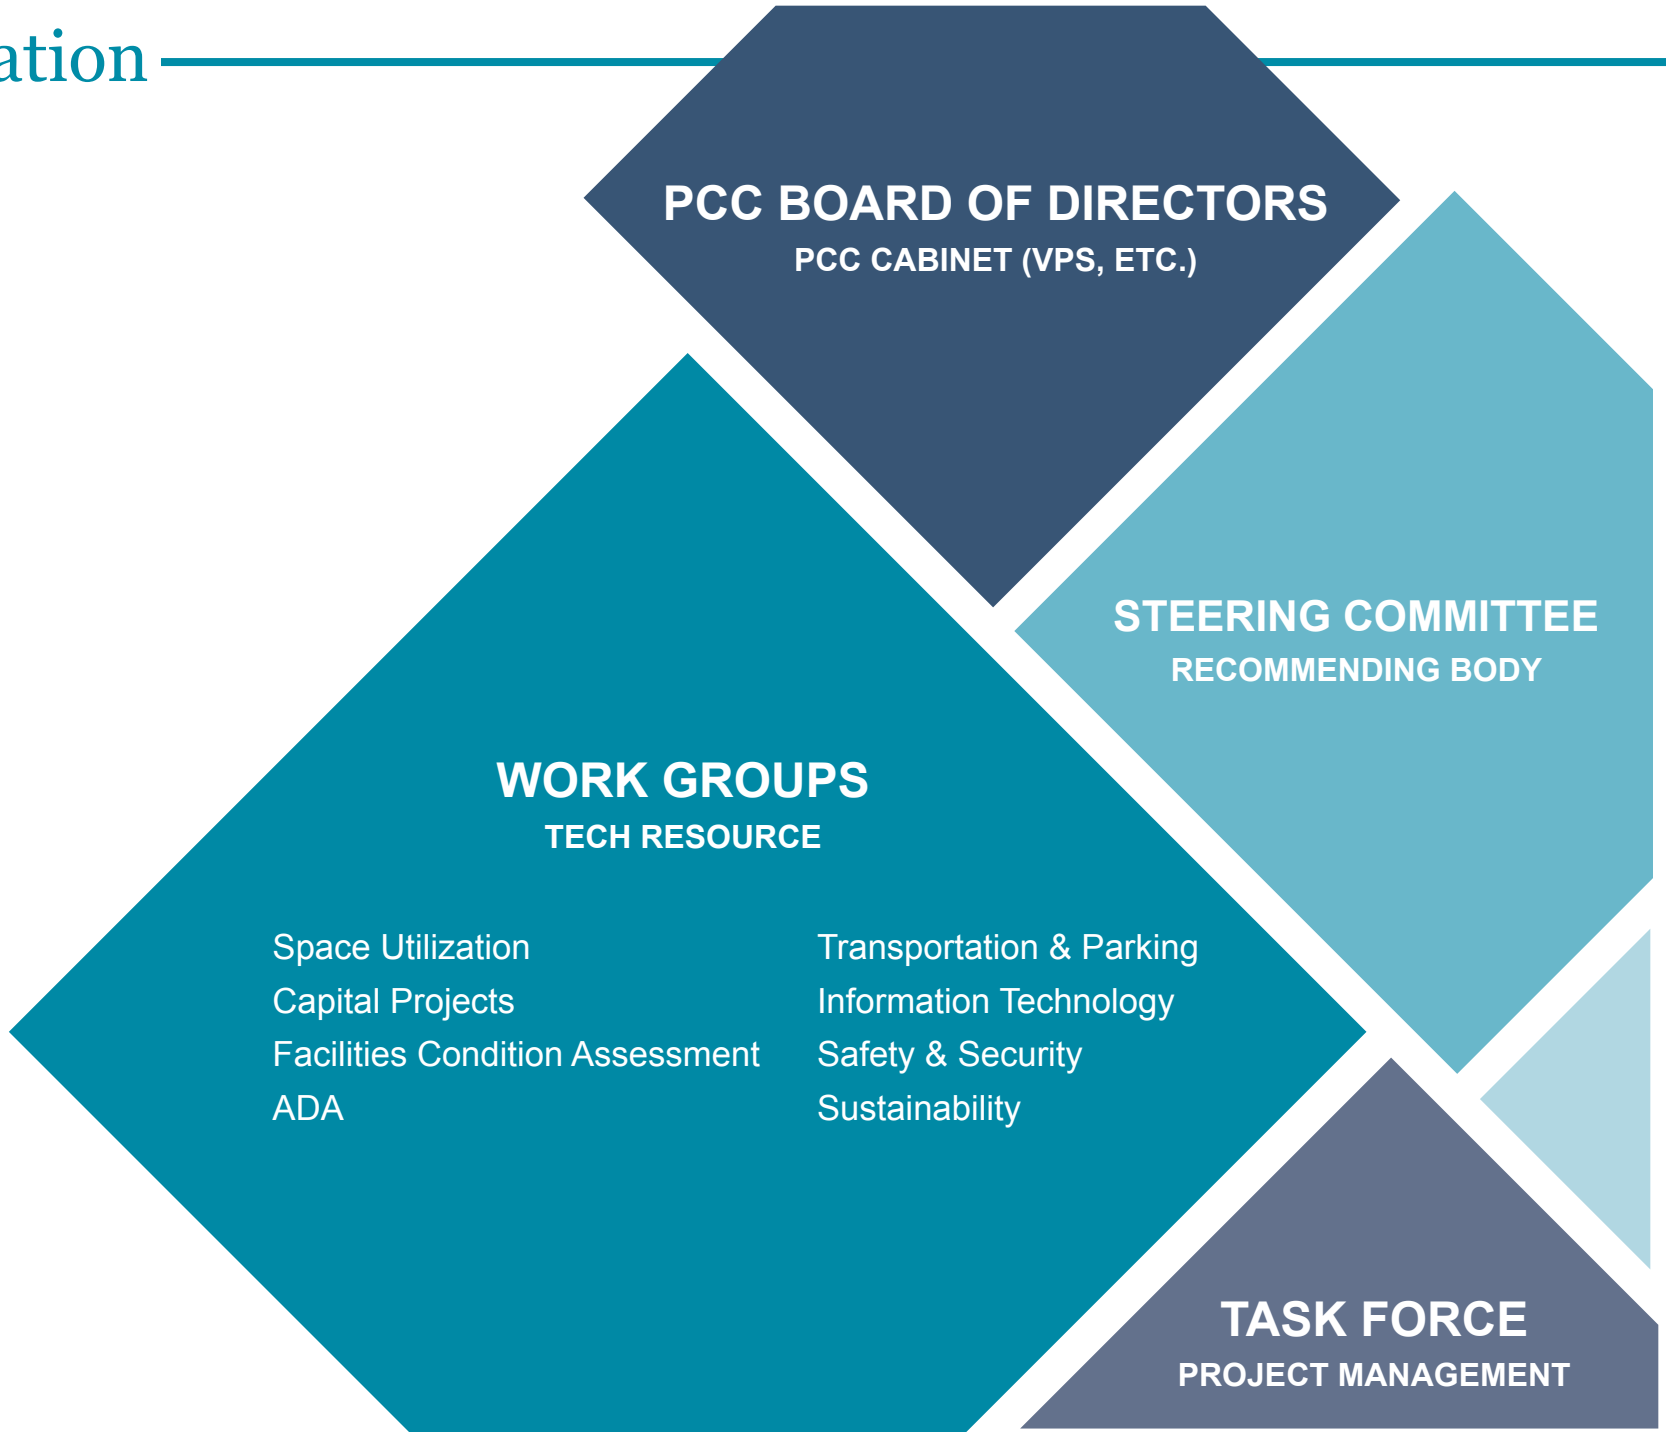 ation
PCC BOARD OF DIRECTORS
PCC CABINET (VPS, ETC.)
STEERING COMMITTEE
RECOMMENDING BODY
WORK GROUPS
TECH RESOURCE
Space Utilization
Capital Projects
Facilities Condition Assessment
ADA
Transportation & Parking
Information Technology
Safety & Security
Sustainability
TASK FORCE
PROJECT MANAGEMENT